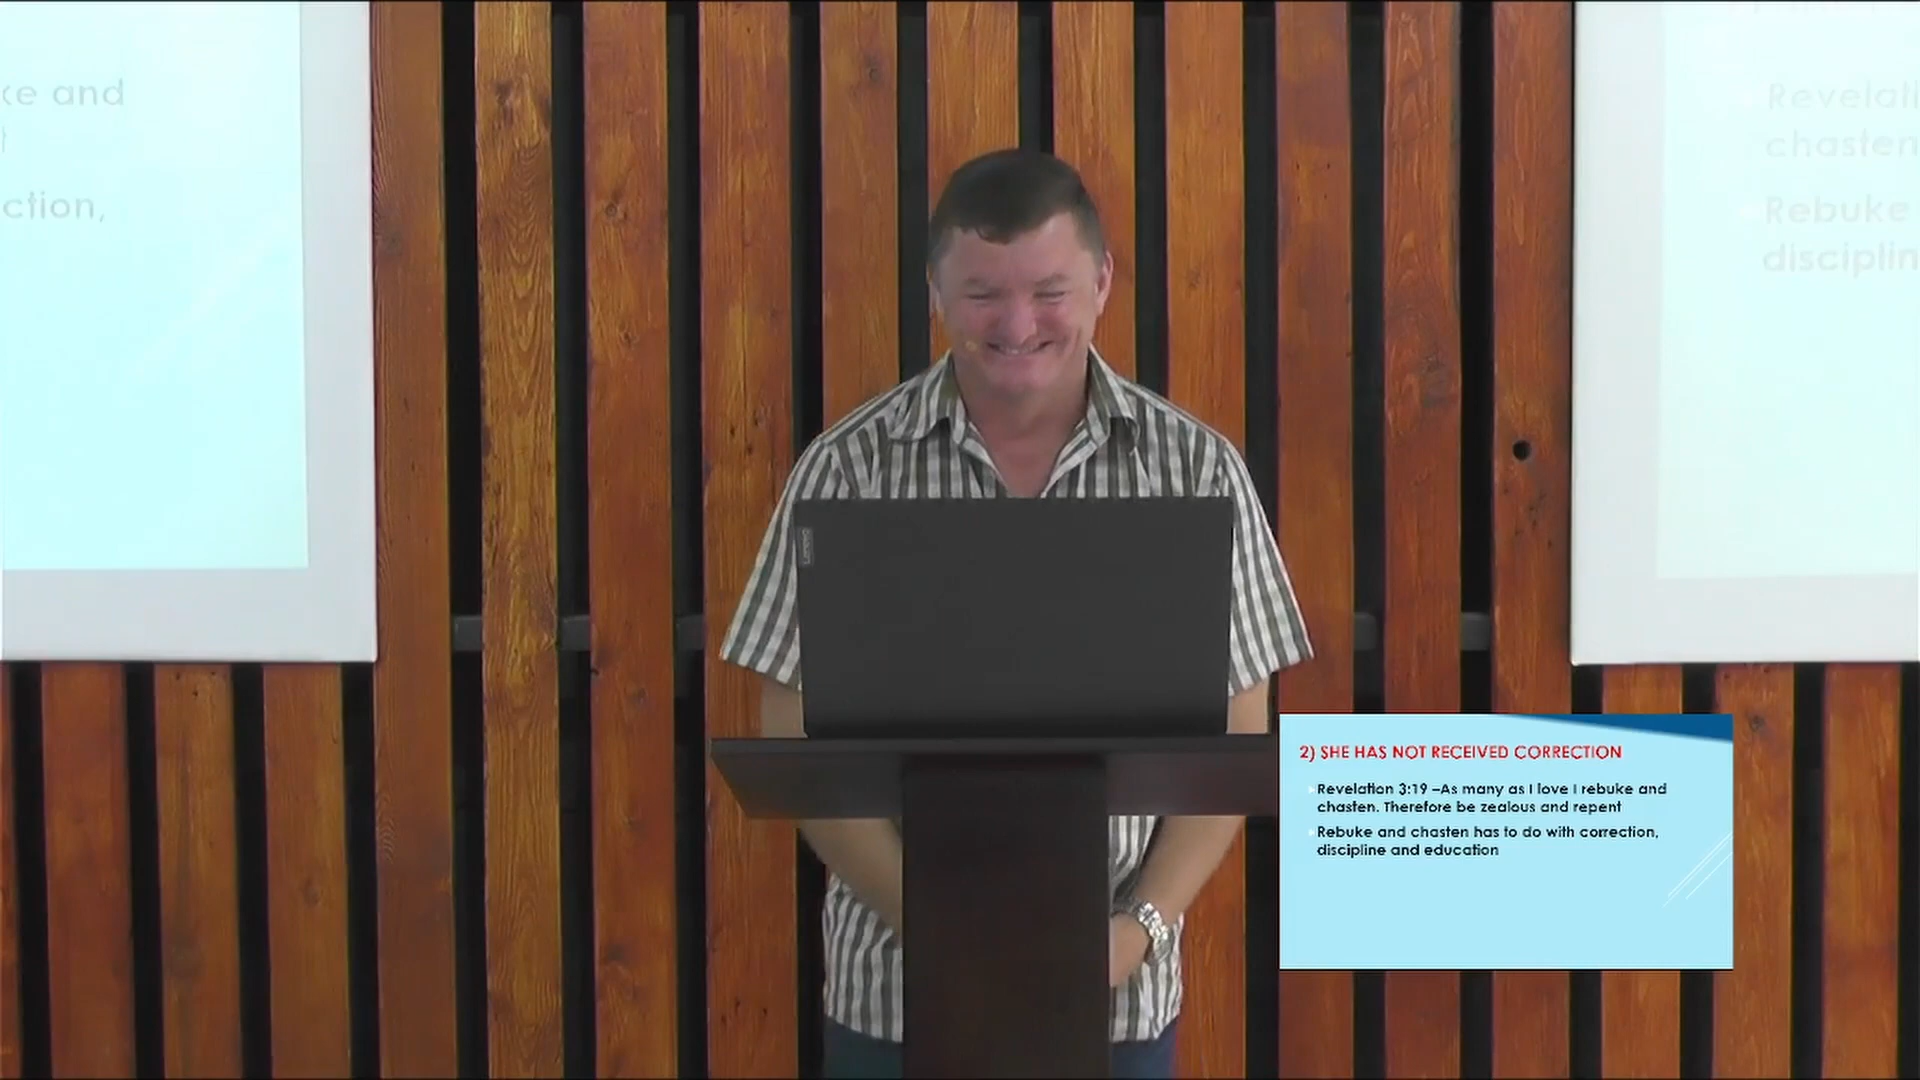 ke and
ction,
Revelati
chasten
Rebuke
disciplin
Lenovo
2) SHE HAS NOT RECEIVED CORRECTION
Revelation 3:19 –As many as I love I rebuke and
chasten. Therefore be zealous and repent
Rebuke and chasten has to do with correction,
discipline and education